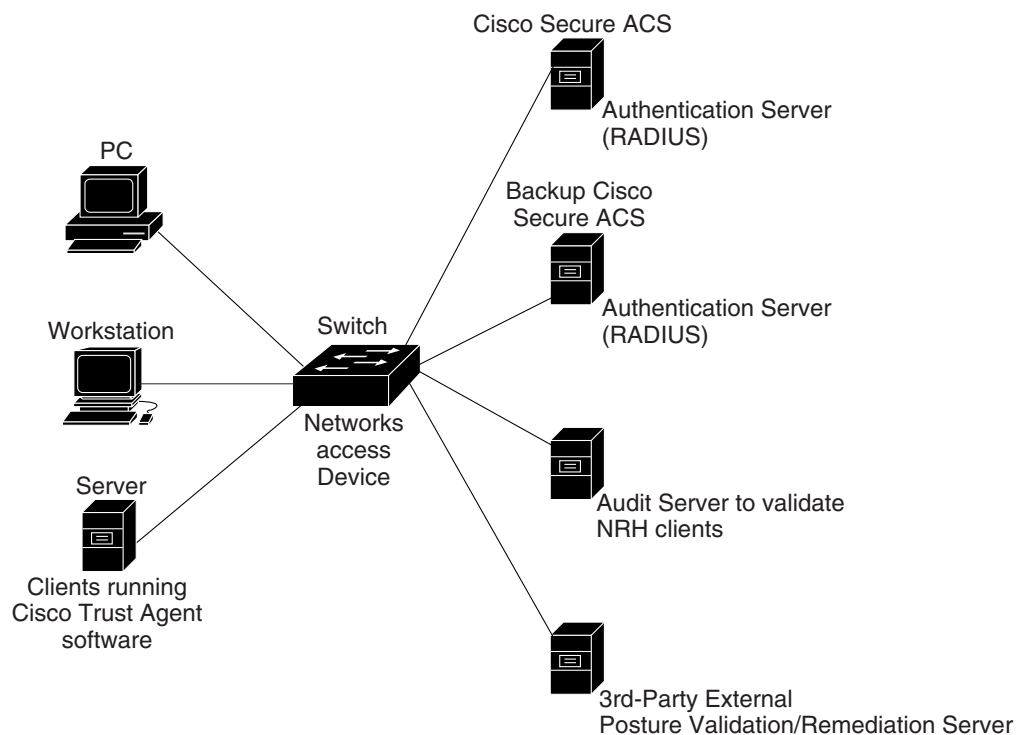 Cisco Secure ACS
Authentication Server
(RADIUS)
PC
Backup Cisco
Secure ACS
Authentication Server
(RADIUS)
Workstation
Switch
Networks
access
Device
Server
Clients running
Cisco Trust Agent
software
Audit Server to validate
NRH clients
3rd-Party External
Posture Validation/Remediation Server